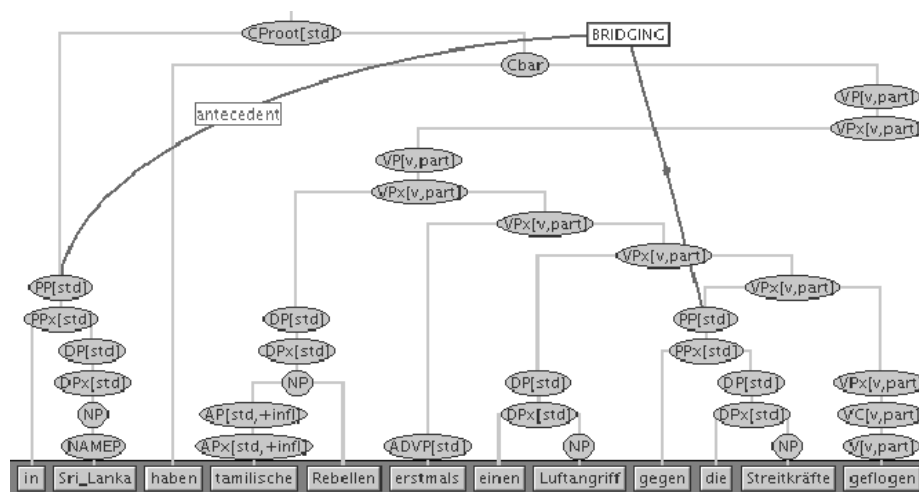 CProot[std] BRIDGING
Cbar
VP[v,part]
antecedent
VPx[v,part]
VP[v,part]
VPx[v,part]
VPx[v,part]
VPx[v,part]
PP[std] VPx[v,part]
PPx[std] DP[std] PP[std]
DP[std] DPx[std] PPx[std]
DPx[std] NP DP[std] DP[std] VPx[v,part]
NP AP[std,+infl] DPx[std] DPx[std] VC[v,part]
NAMEP APx[std,+infl] ADVP[std] NP NP V[v,part]
in Sri_Lanka haben tamilische Rebellen erstmals einen Luftangriff gegen die Streitkräfte geflogen